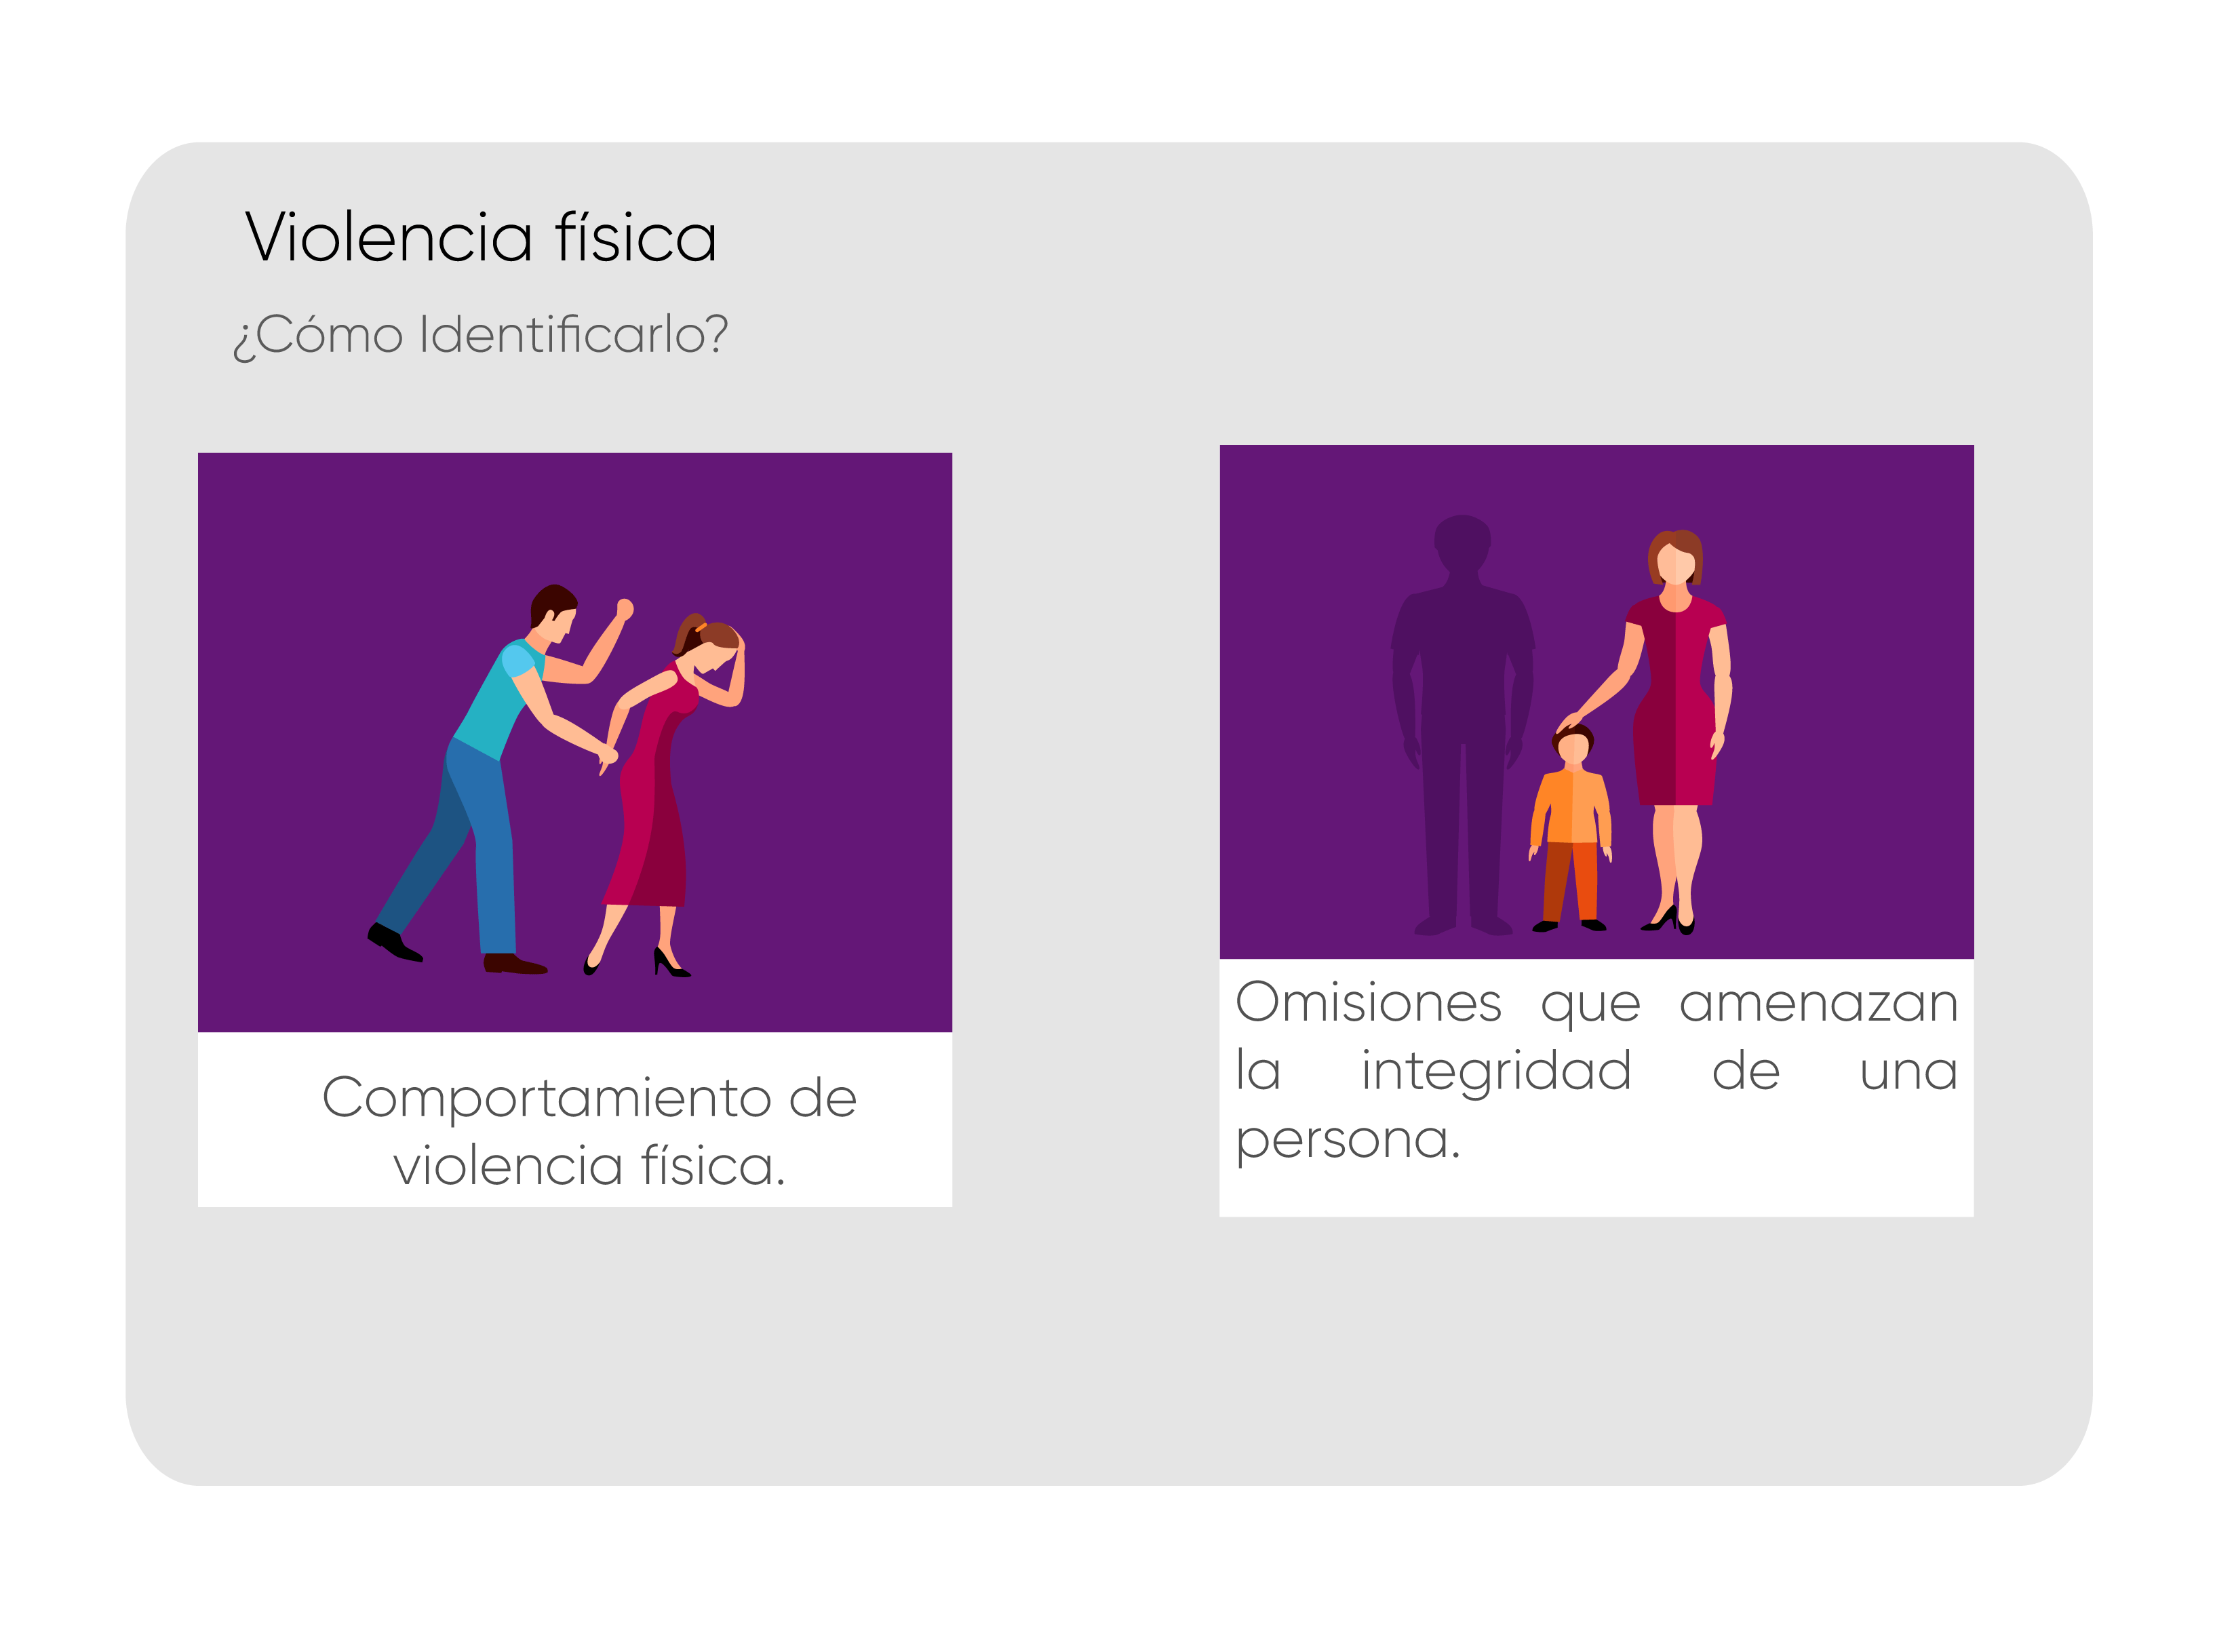 Violencia física
¿Cómo Identificarlo?
Comportamiento de
violencia física.
Omisiones que amenazan
la integridad de una
persona.